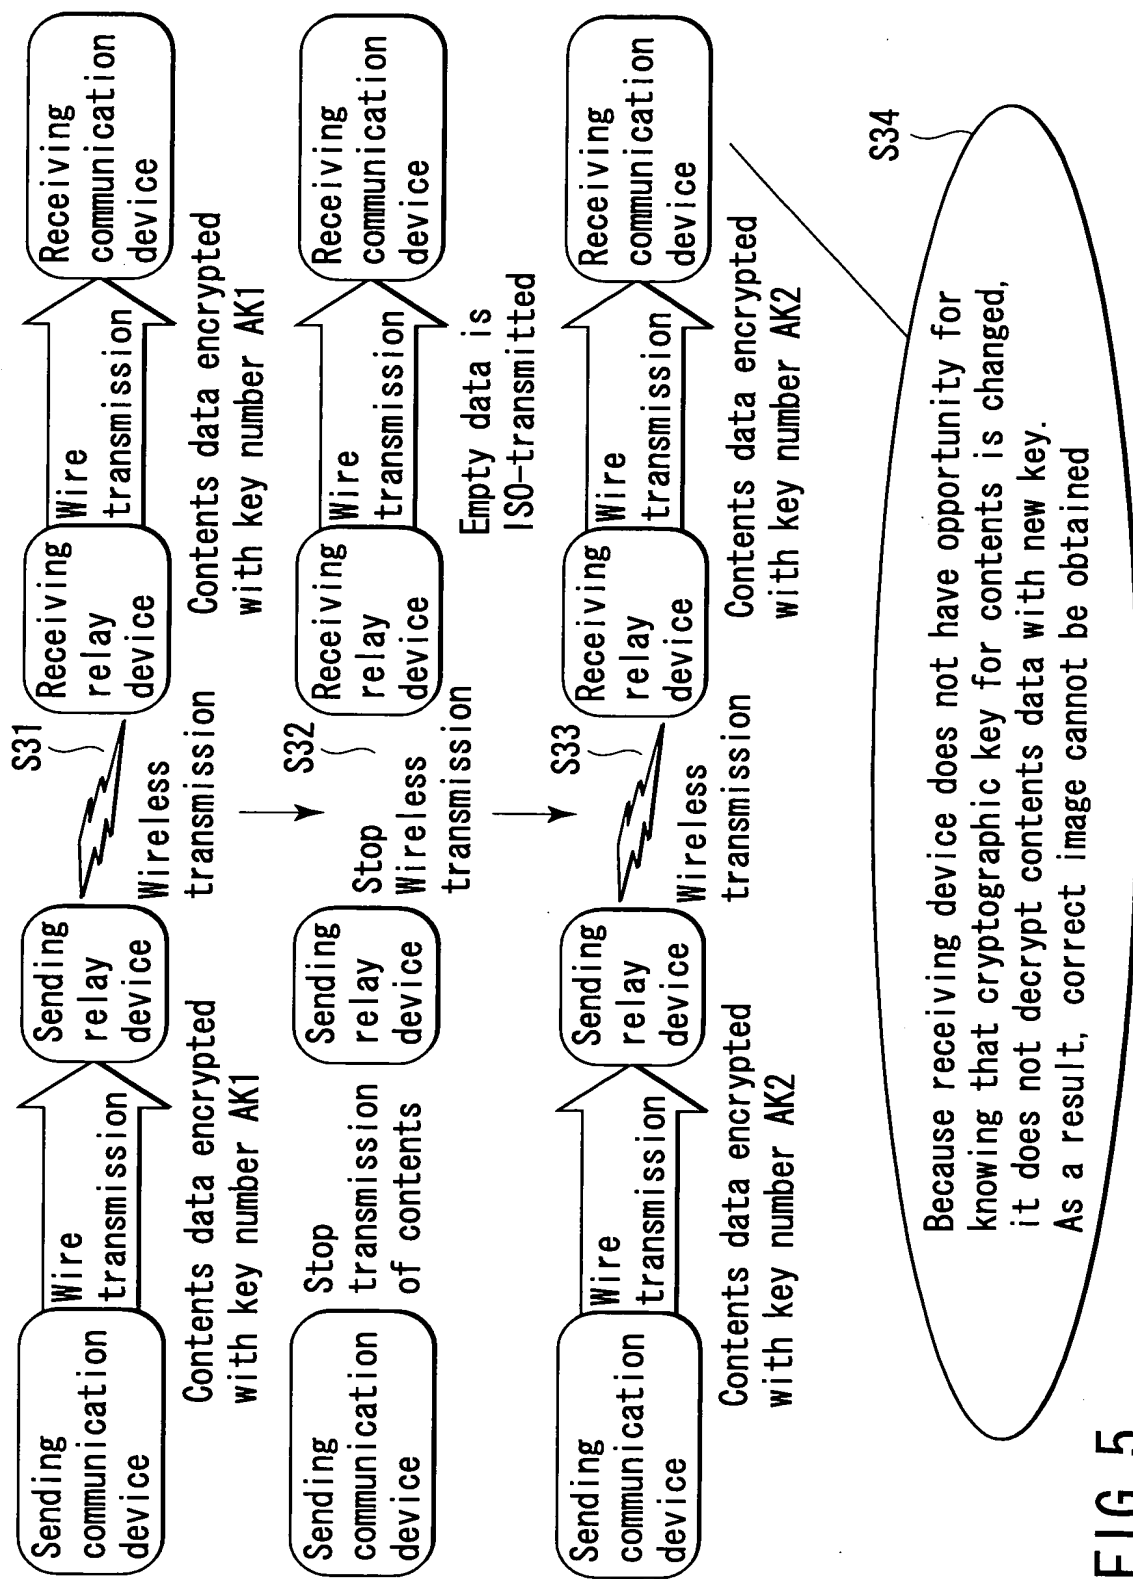 Sending
communication
device
Wire
transmission
Contents data encrypted
with key number AK1
Sending
relay
device
S31
Wireless
transmission
Receiving
relay
device
Wire
transmission
Contents data encrypted
with key number AK1
Receiving
communication
device
Sending
communication
device
Stop
transmission
of contents
Sending
relay
device
S32
Stop
Wireless
transmission
Receiving
relay
device
Wire
transmission
Empty data is
ISO-transmitted
Receiving
communication
device
Sending
communication
device
Wire
transmission
Contents data encrypted
with key number AK2
Sending
relay
device
S33
Wireless
transmission
Receiving
relay
device
Wire
transmission
Contents data encrypted
with key number AK2
Receiving
communication
device
S34
Because receiving device does not have opportunity for
knowing that cryptographic key for contents is changed,
it does not decrypt contents data with new key.
As a result, correct image cannot be obtained
FIG. 5